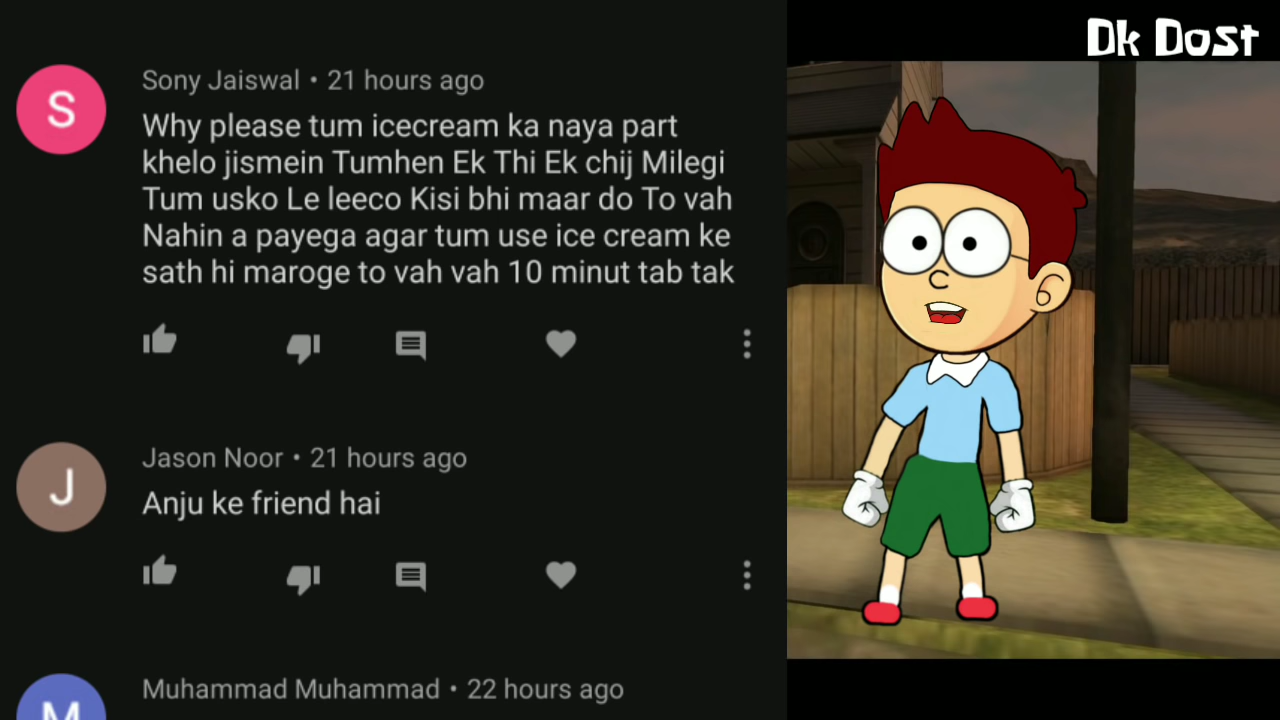 Dk Dost
S
Sony Jaiswal • 21 hours ago
Why please tum icecream ka naya part
khelo jismein Tumhen Ek Thi Ek chij Milegi
Tum usko Le leeco Kisi bhi maar do To vah
Nahin a payega agar tum use ice cream ke
sath hi maroge to vah vah 10 minut tab tak
J
Jason Noor • 21 hours ago
Anju ke friend hai
M
Muhammad Muhammad • 22 hours ago